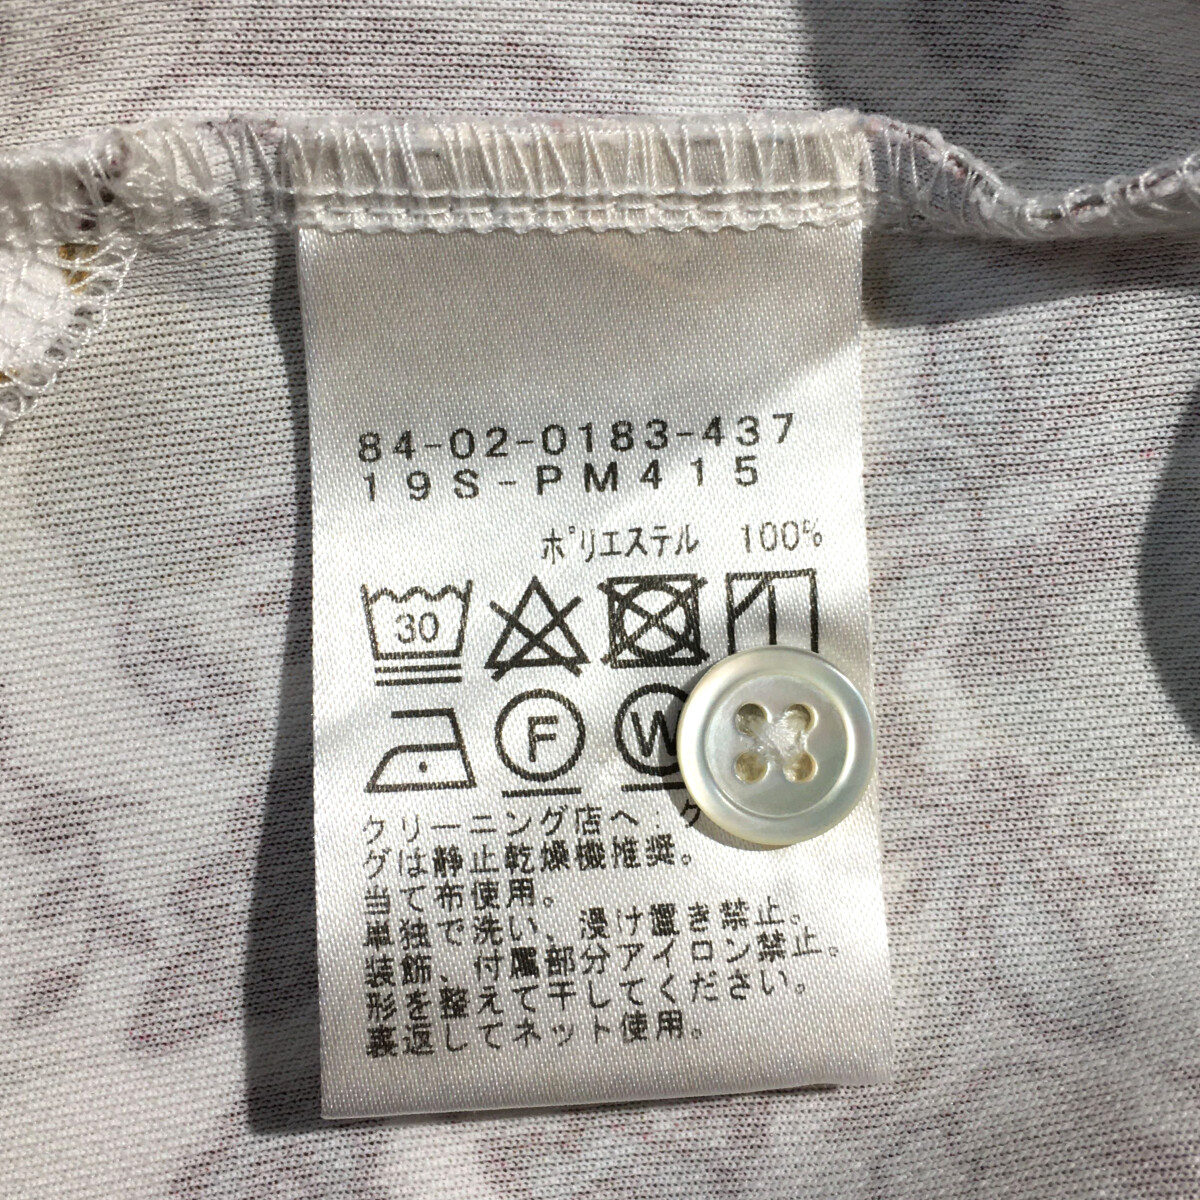 84-02-0183-437
19S-PM415
ポリエステル 100%
30
F
W
クリーニング店へ:ク
グは静止乾燥機推奨。
当て布使用。
単独で洗い、浸け置き禁止。
装飾、付属部分アイロン禁止。
形を整えて干してください。
裏返してネット使用。